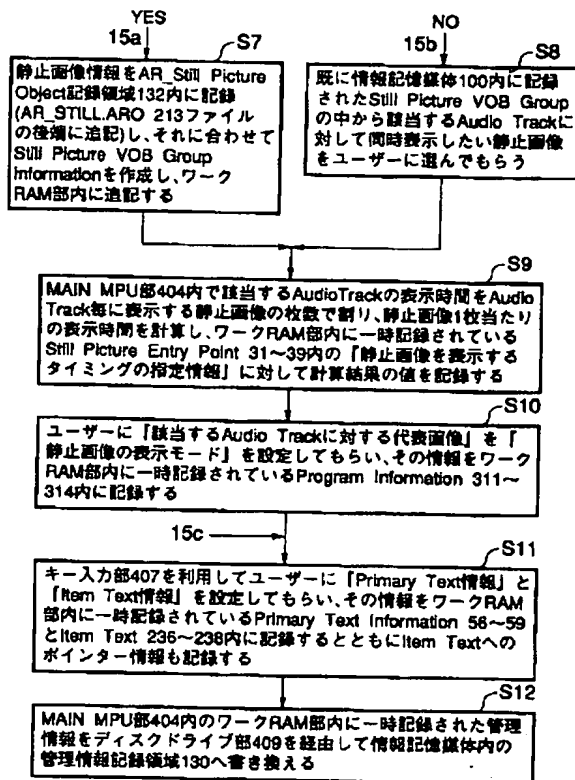 YES
NO
15a
15b
S7
S8
静止画像情報をAR_Still Picture
Object記録領域132内に記録
(AR_STILL.ARO 213ファイル
の後端に追記)し、それに合わせて
Still Picture VOB Group
Informationを作成し、ワーク
RAM部内に追記する
既に情報記憶媒体100内に記録
されたStill Picture VOB Group
の中から該当するAudio Trackに
対して同時表示したい静止画像
をユーザーに選んでもらう
S9
MAIN MPU部404内で該当するAudioTrackの表示時間をAudio
Track毎に表示する静止画像の枚数で割り、静止画像1枚当たり
の表示時間を計算し、ワークRAM部内に一時記録されている
Still Picture Entry Point 31〜39内の『静止画像を表示する
タイミングの指定情報』に対して計算結果の値を記録する
S10
ユーザーに『該当するAudio Trackに対する代表画像』を『
静止画像の表示モード』を設定してもらい、その情報をワーク
RAM部内に一時記録されているProgram Information 311〜
314内に記録する
15c
S11
キー入力部407を利用してユーザーに『Primary Text情報』と
『Item Text情報』を設定してもらい、その情報をワークRAM
部内に一時記録されているPrimary Text Information 56〜59
とItem Text 236〜238内に記録するとともにItem Textへの
ポインター情報も記録する
S12
MAIN MPU部404内のワークRAM部内に一時記録された管理
情報をディスクドライブ部409を経由して情報記憶媒体内の
管理情報記録領域130へ書き換える